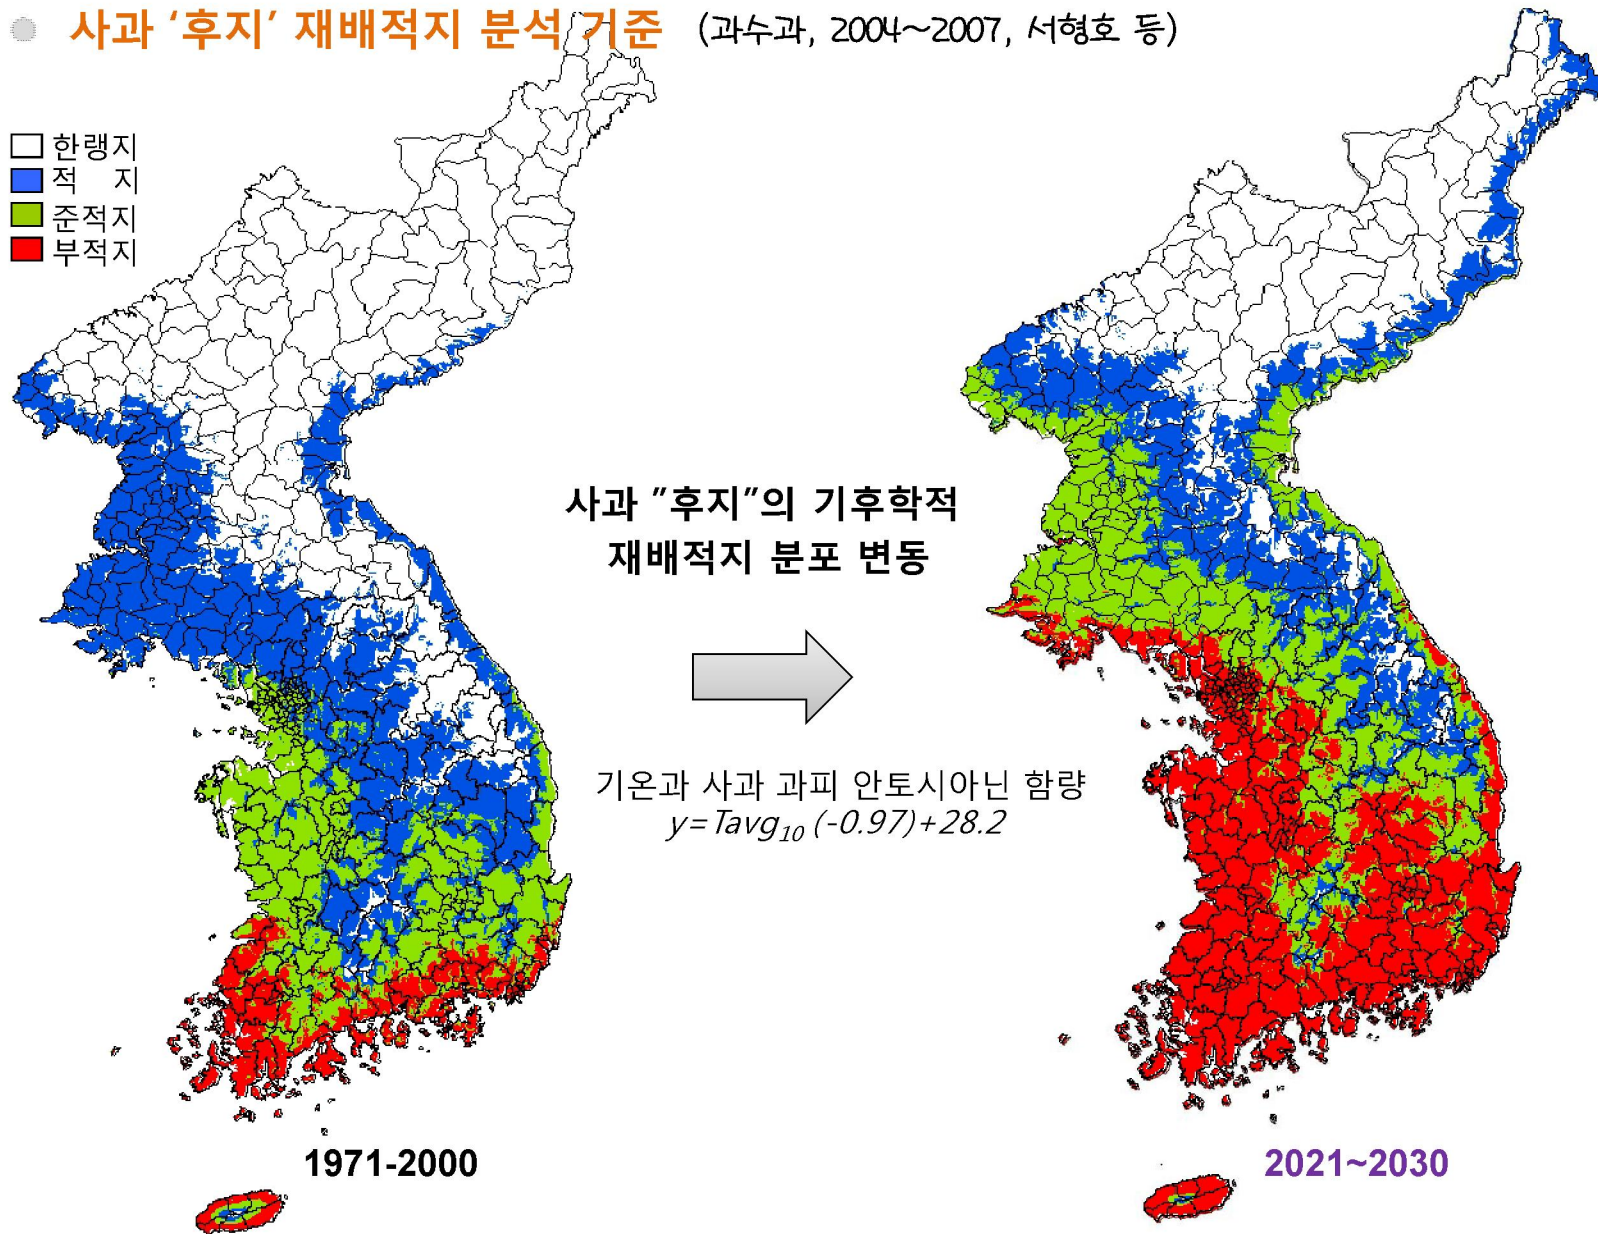 사과 ‘후지’ 재배적지 분석 기준 (과수과, 2004~2007, 서형호 등)
한랭지
적 지
준적지
부적지
사과 ”후지”의 기후학적
재배적지 분포 변동
기온과 사과 과피 안토시아닌 함량
y=Tavg10 (-0.97)+28.2
1971-2000
2021~2030